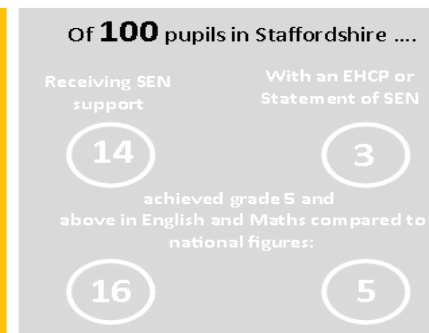 Of 100 pupils in Staffordshire ....
Receiving SEN support
With an EHCP or Statement of SEN
14
3
achieved grade 5 and
above in English and Maths compared to
national figures:
16
5